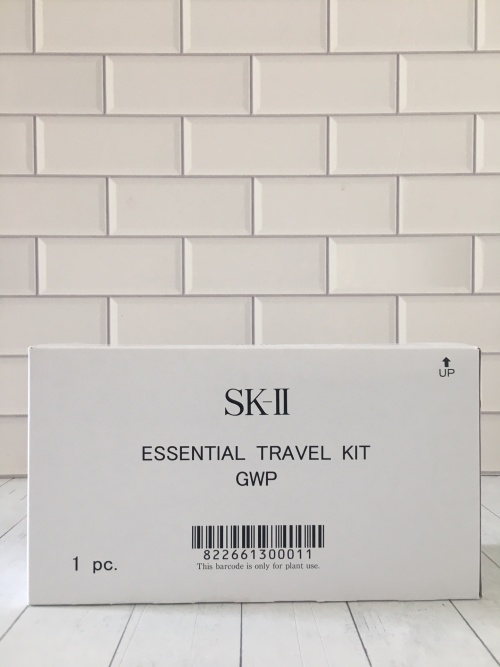 UP
SK-II
ESSENTIAL TRAVEL KIT
GWP
822661300011
This barcode is only for plant use.
1 pc.